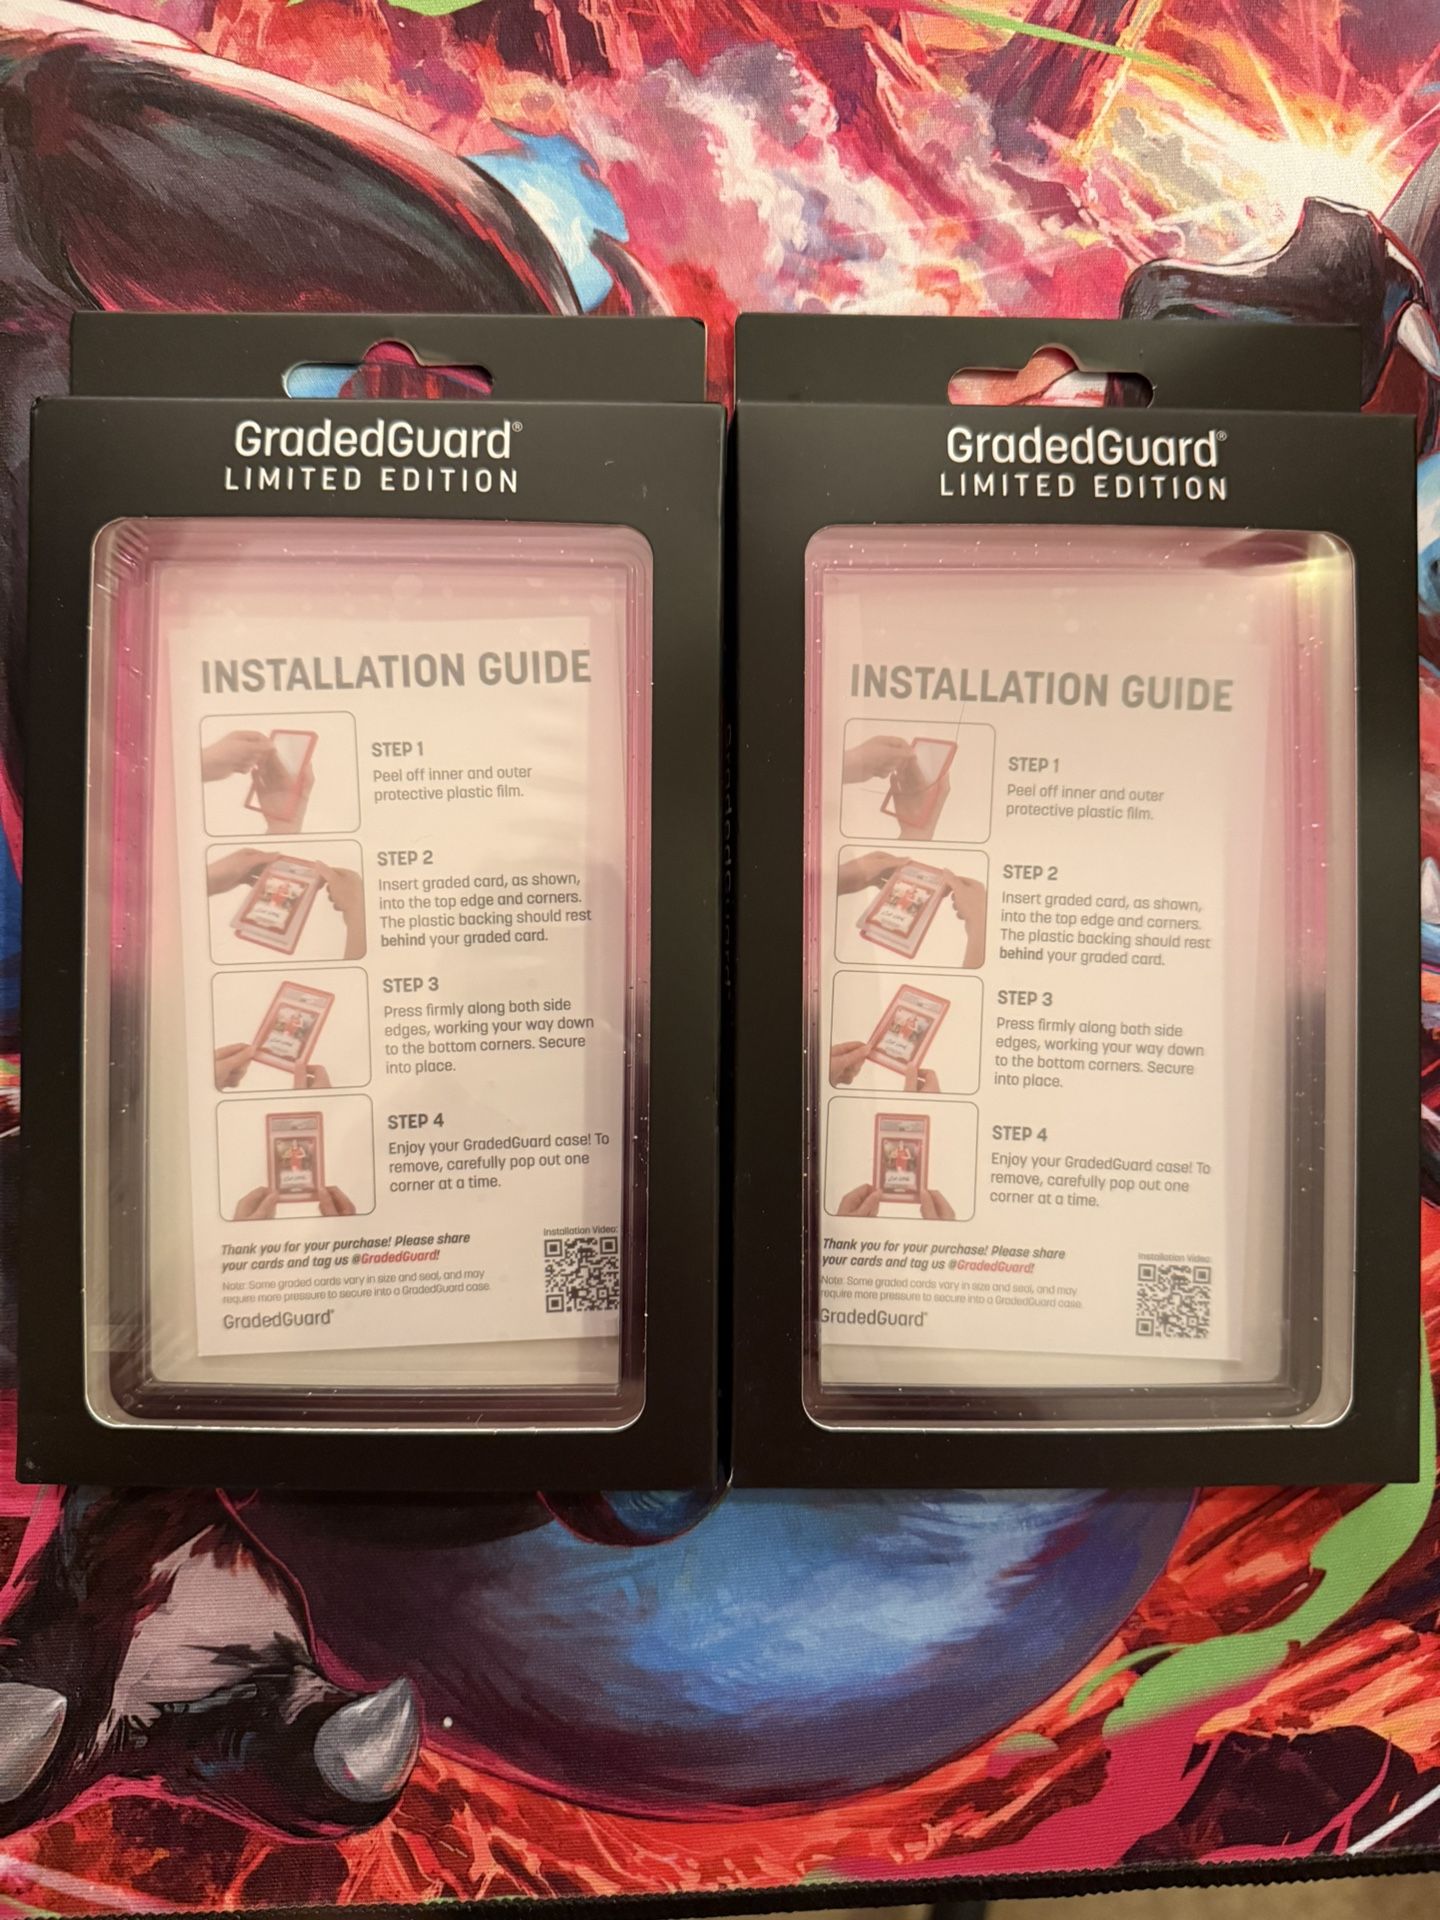 GradedGuard®
LIMITED EDITION
INSTALLATION GUIDE
STEP 1
Peel off inner and outer
protective plastic film.
STEP 2
Insert graded card, as shown,
into the top edge and corners.
The plastic backing should rest
behind your graded card.
STEP 3
Press firmly along both side
edges, working your way down
to the bottom corners. Secure
into place.
STEP 4
Enjoy your GradedGuard case! To
remove, carefully pop out one
corner at a time.
Thank you for your purchase! Please share
your cards and tag us @GradedGuard!
Note: Some graded cards vary in size and seal, and may
require more pressure to secure into a GradedGuard case.
GradedGuard®
Installation Video:
GradedGuard®
LIMITED EDITION
INSTALLATION GUIDE
STEP 1
Peel off inner and outer
protective plastic film.
STEP 2
Insert graded card, as shown,
into the top edge and corners.
The plastic backing should rest
behind your graded card.
STEP 3
Press firmly along both side
edges, working your way down
to the bottom corners. Secure
into place.
STEP 4
Enjoy your GradedGuard case! To
remove, carefully pop out one
corner at a time.
Thank you for your purchase! Please share
your cards and tag us @GradedGuard!
Note: Some graded cards vary in size and seal, and may
require more pressure to secure into a GradedGuard case.
GradedGuard®
Installation Video: